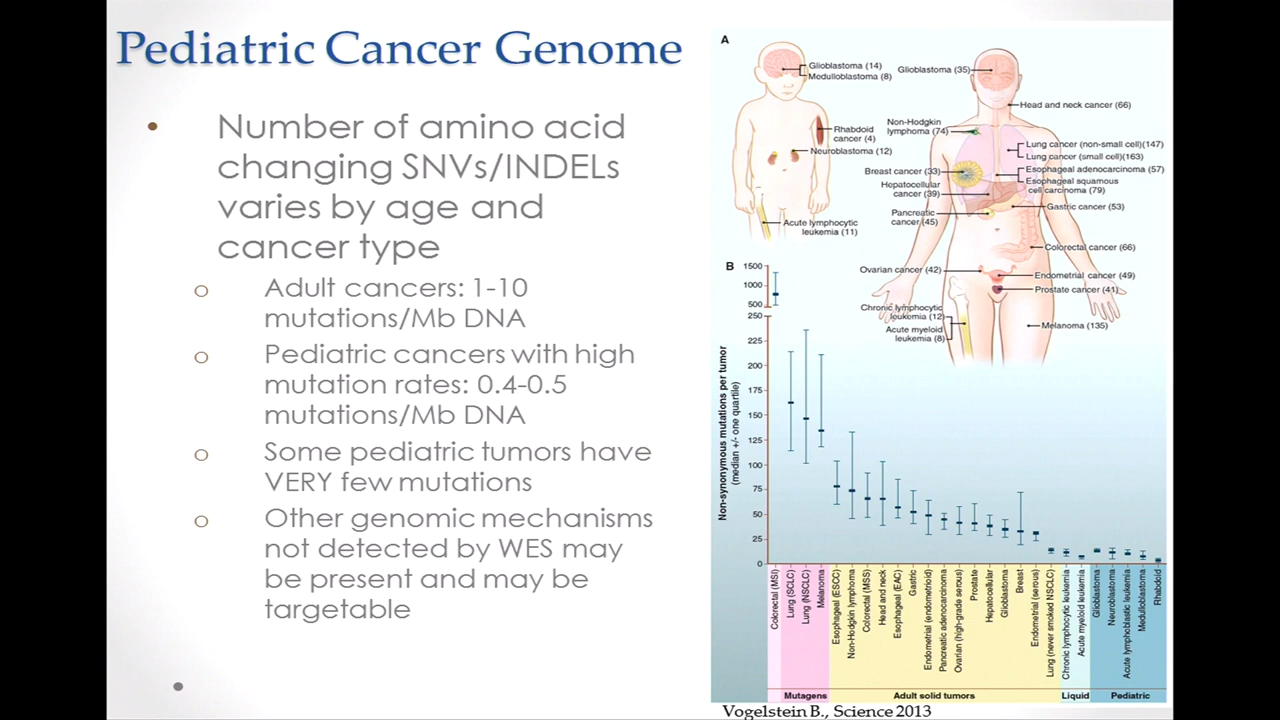 Pediatric Cancer Genome
• Number of amino acid
changing SNVs/INDELs
varies by age and
cancer type
o Adult cancers: 1-10
mutations/Mb DNA
o Pediatric cancers with high
mutation rates: 0.4-0.5
mutations/Mb DNA
o Some pediatric tumors have
VERY few mutations
o Other genomic mechanisms
not detected by WES may
be present and may be
targetable
A
Glioblastoma (14)
Medulloblastoma (8)
Rhabdoid
cancer (4)
Neuroblastoma (12)
Acute lymphocytic
leukemia (11)
Glioblastoma (35)
Head and neck cancer (66)
Non-Hodgkin
lymphoma (74)
Lung cancer (non-small cell)(147)
Lung cancer (small cell)(163)
Esophageal adenocarcinoma (57)
Esophageal squamous
cell carcinoma (79)
Breast cancer (33)
Hepatocellular
cancer (39)
Gastric cancer (53)
Pancreatic
cancer (45)
Colorectal cancer (66)
Ovarian cancer (42)
Endometrial cancer (49)
Prostate cancer (41)
Chronic lymphocytic
leukemia (12)
Acute myeloid
leukemia (8)
Melanoma (135)
B
1500
1000
500
250
225
200
175
150
125
100
75
50
25
0
Non-synonymous mutations per tumor
(median +/- one quartile)
Colorectal (MSI)
Lung (SCLC)
Lung (NSCLC)
Melanoma
Esophageal (ESCC)
Non-Hodgkin lymphoma
Colorectal (MSS)
Head and neck
Esophageal (EAC)
Gastric
Endometrial (endometrioid)
Pancreatic adenocarcinoma
Ovarian (high-grade serous)
Prostate
Hepatocellular
Glioblastoma
Breast
Endometrial (serous)
Lung (never smoked NSCLC)
Chronic lymphocytic leukemia
Acute myeloid leukemia
Glioblastoma
Neuroblastoma
Acute lymphoblastic leukemia
Medulloblastoma
Rhabdoid
Mutagens
Adult solid tumors
Liquid
Pediatric
Vogelstein B., Science 2013